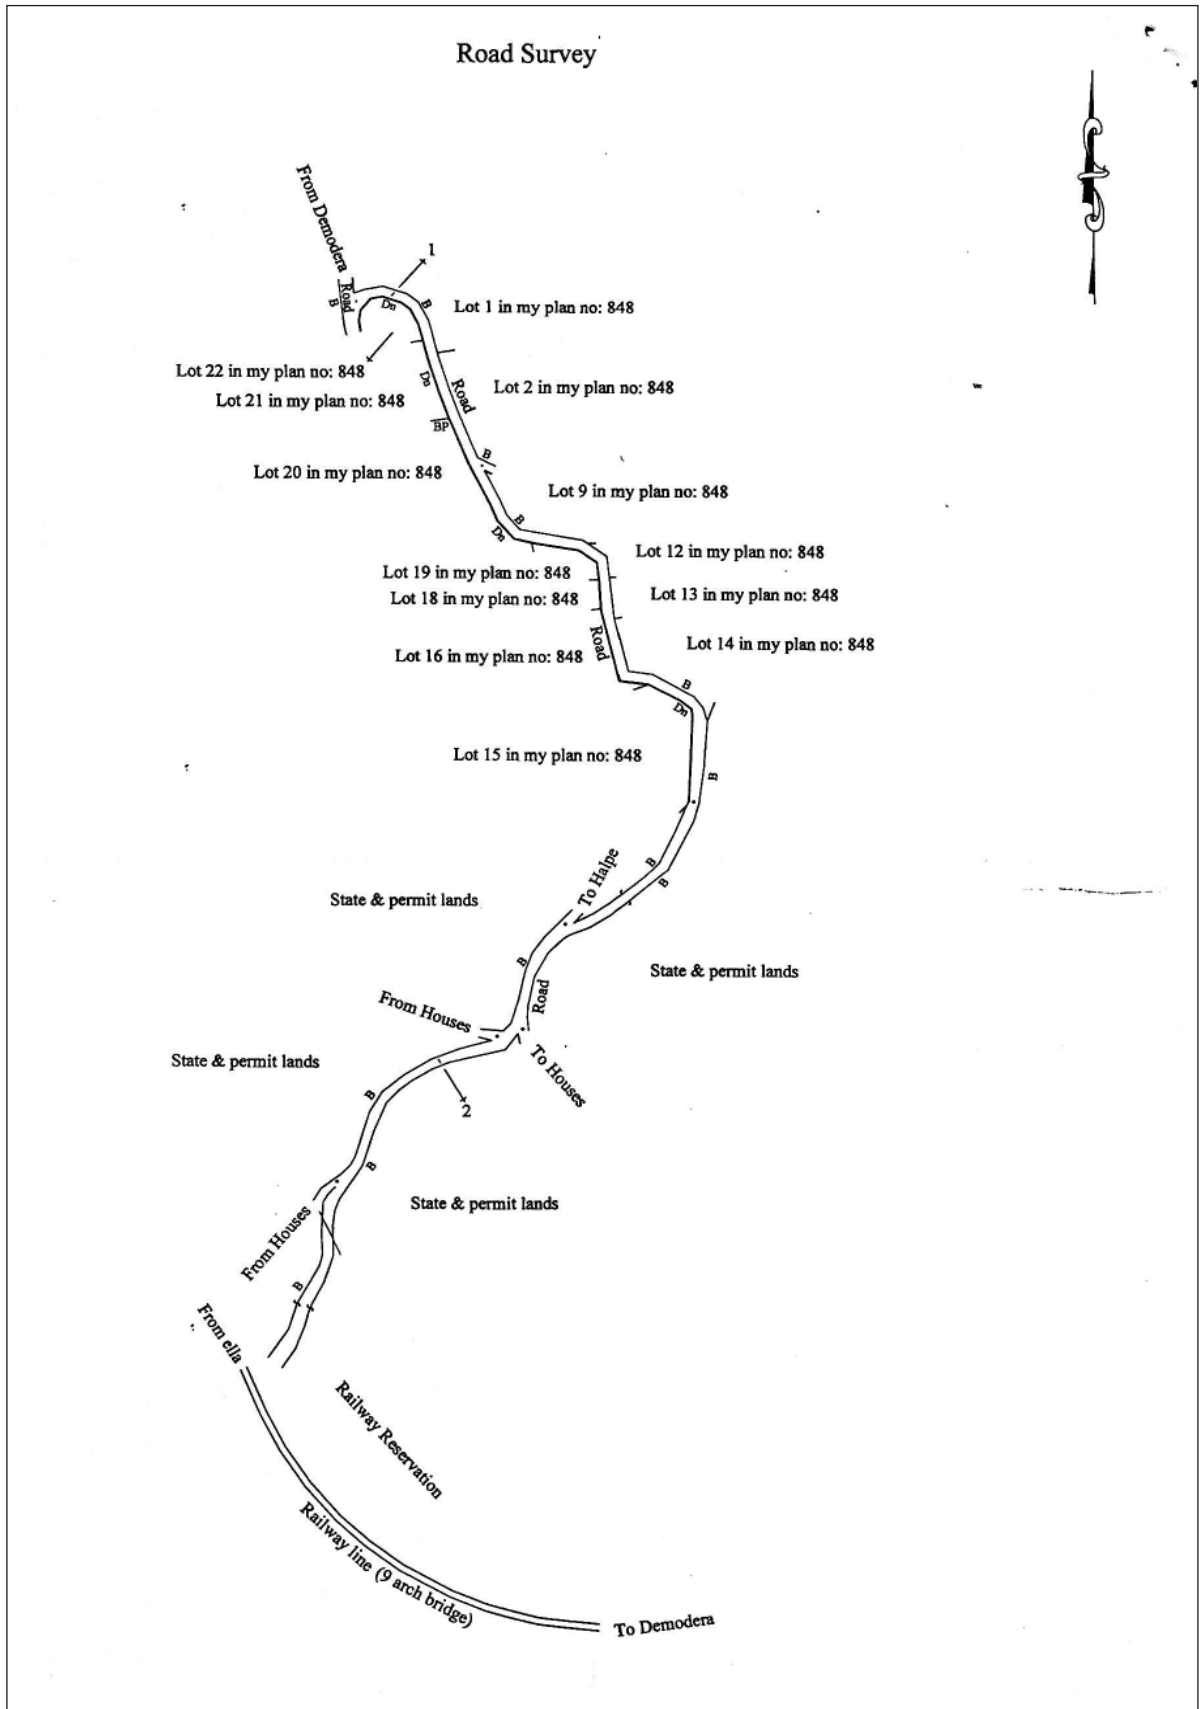 Road Survey
From Demodera
1
Road
B
Dn
B
Lot 1 in my plan no: 848
Lot 22 in my plan no: 848
Dn
Road
Lot 2 in my plan no: 848
Lot 21 in my plan no: 848
BP
B
Lot 20 in my plan no: 848
Lot 9 in my plan no: 848
B
Dn
Lot 12 in my plan no: 848
Lot 19 in my plan no: 848
Lot 13 in my plan no: 848
Lot 18 in my plan no: 848
Road
Lot 14 in my plan no: 848
Lot 16 in my plan no: 848
B
Dn
Lot 15 in my plan no: 848
B
To Halpe
B
B
State & permit lands
B
State & permit lands
Road
From Houses
State & permit lands
To Houses
B
2
B
State & permit lands
From Houses
B
From ella
Railway Reservation
Railway line (9 arch bridge)
To Demodera